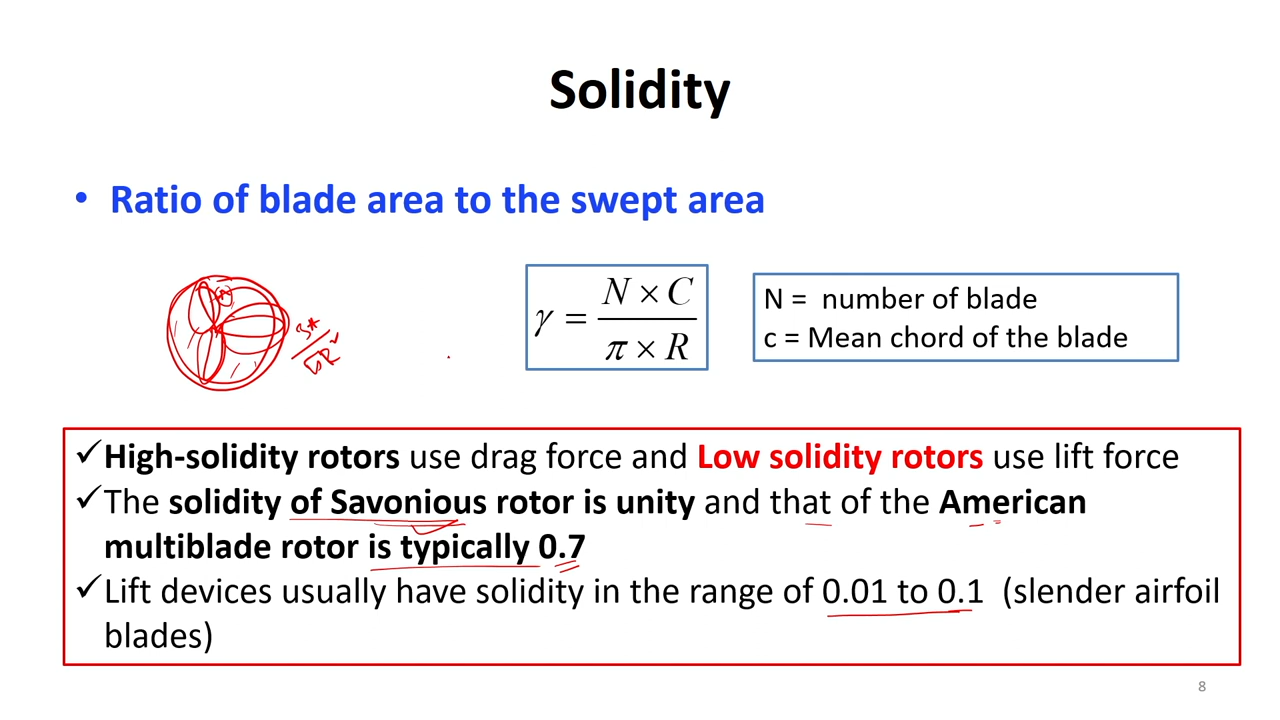 Solidity
• Ratio of blade area to the swept area
γ = N × C / π × R
N = number of blade
c = Mean chord of the blade
✓High-solidity rotors use drag force and Low solidity rotors use lift force
✓The solidity of Savonious rotor is unity and that of the American
multiblade rotor is typically 0.7
✓Lift devices usually have solidity in the range of 0.01 to 0.1 (slender airfoil
blades)
8